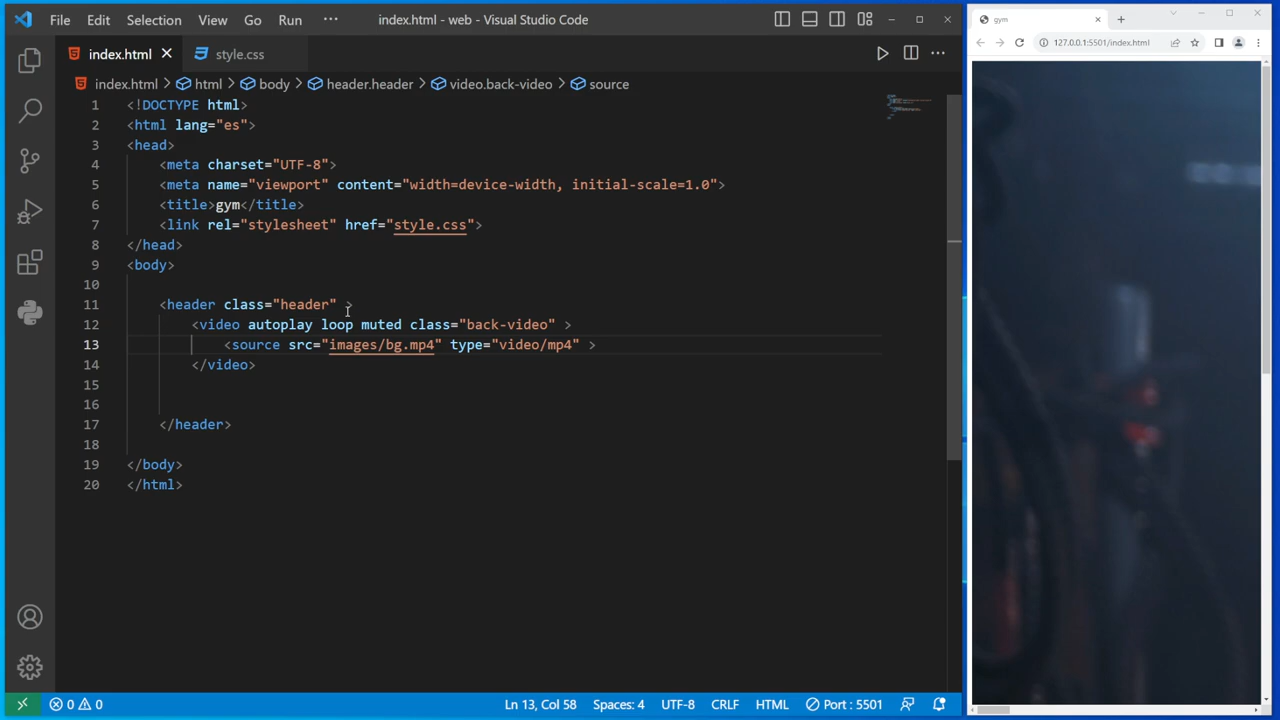 File Edit Selection View Go Run ··· index.html - web - Visual Studio Code
gym
index.html style.css
127.0.0.1:5501/index.html
index.html > html > body > header.header > video.back-video > source
1 <!DOCTYPE html>
2 <html lang="es">
3 <head>
4 <meta charset="UTF-8">
5 <meta name="viewport" content="width=device-width, initial-scale=1.0">
6 <title>gym</title>
7 <link rel="stylesheet" href="style.css">
8 </head>
9 <body>
10
11 <header class="header" >
12 <video autoplay loop muted class="back-video" >
13 <source src="images/bg.mp4" type="video/mp4" >
14 </video>
15
16
17 </header>
18
19 </body>
20 </html>
0 0 Ln 13, Col 58 Spaces: 4 UTF-8 CRLF HTML Port : 5501